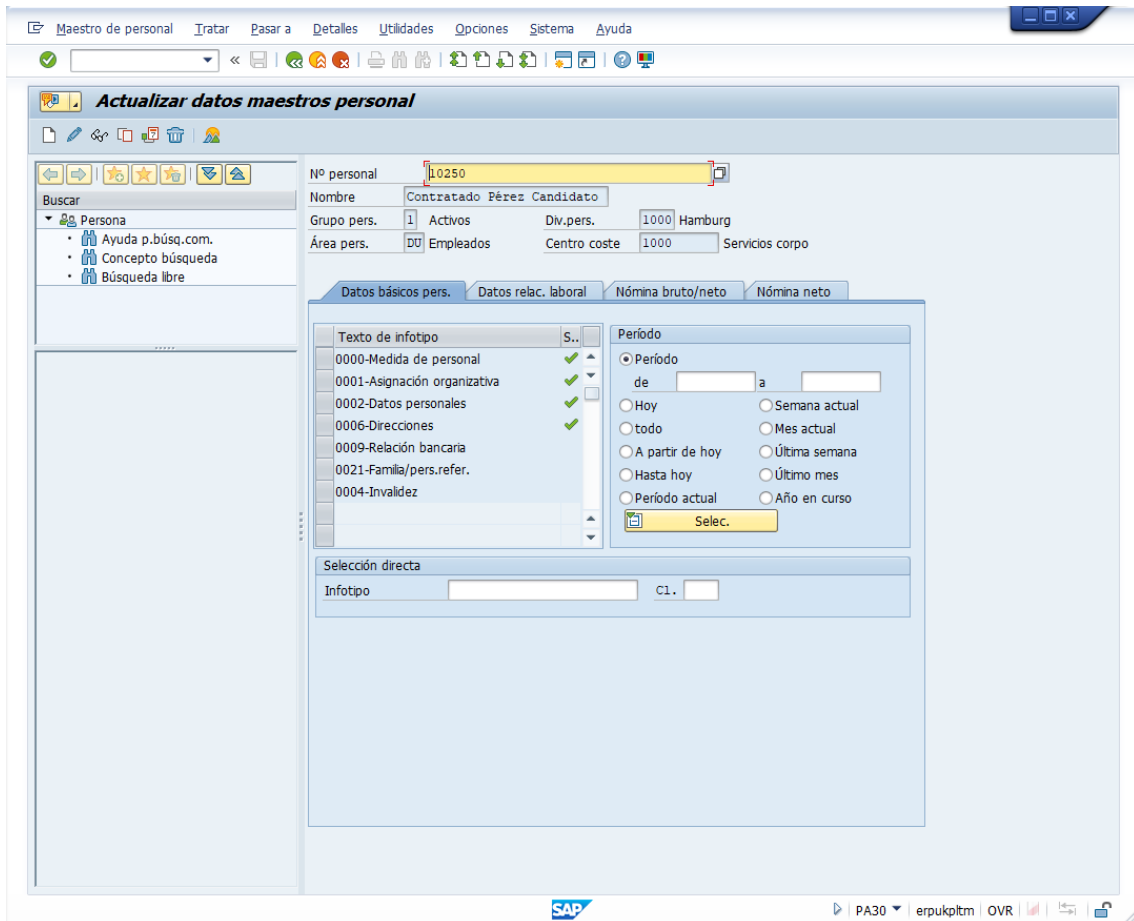 Maestro de personal Tratar Pasar a Detalles Utilidades Opciones Sistema Ayuda
Actualizar datos maestros personal
Buscar
Persona
Ayuda p.búsq.com.
Concepto búsqueda
Búsqueda libre
Nº personal 10250
Nombre Contratado Pérez Candidato
Grupo pers. 1 Activos Div.pers. 1000 Hamburg
Área pers. DU Empleados Centro coste 1000 Servicios corpo
Datos básicos pers. Datos relac. laboral Nómina bruto/neto Nómina neto
Texto de infotipo S..
0000-Medida de personal
0001-Asignación organizativa
0002-Datos personales
0006-Direcciones
0009-Relación bancaria
0021-Familia/pers.refer.
0004-Invalidez
Período
Período
de a
Hoy Semana actual
todo Mes actual
A partir de hoy Última semana
Hasta hoy Último mes
Período actual Año en curso
Selec.
Selección directa
Infotipo Cl.
SAP PA30 erpukpltm OVR